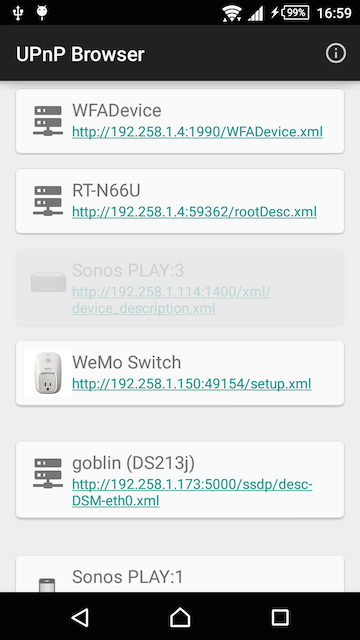 99% 16:59
UPnP Browser
WFADevice
http://192.258.1.4:1990/WFADevice.xml
RT-N66U
http://192.258.1.4:59362/rootDesc.xml
Sonos PLAY:3
http://192.258.1.114:1400/xml/
device_description.xml
WeMo Switch
http://192.258.1.150:49154/setup.xml
goblin (DS213j)
http://192.258.1.173:5000/ssdp/desc-
DSM-eth0.xml
Sonos PLAY:1